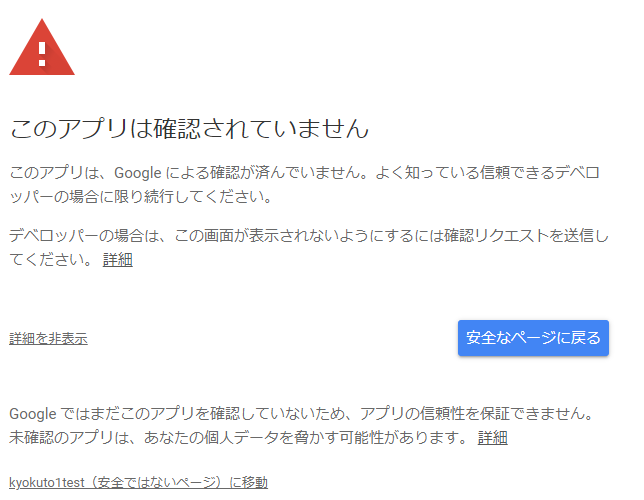 このアプリは確認されていません
このアプリは、Google による確認が済んでいません。よく知っている信頼できるデベロ
ッパーの場合に限り続行してください。
デベロッパーの場合は、この画面が表示されないようにするには確認リクエストを送信し
てください。 詳細
詳細を非表示
安全なページに戻る
Google ではまだこのアプリを確認していないため、アプリの信頼性を保証できません。
未確認のアプリは、あなたの個人データを脅かす可能性があります。 詳細
kyokuto1test（安全ではないページ）に移動